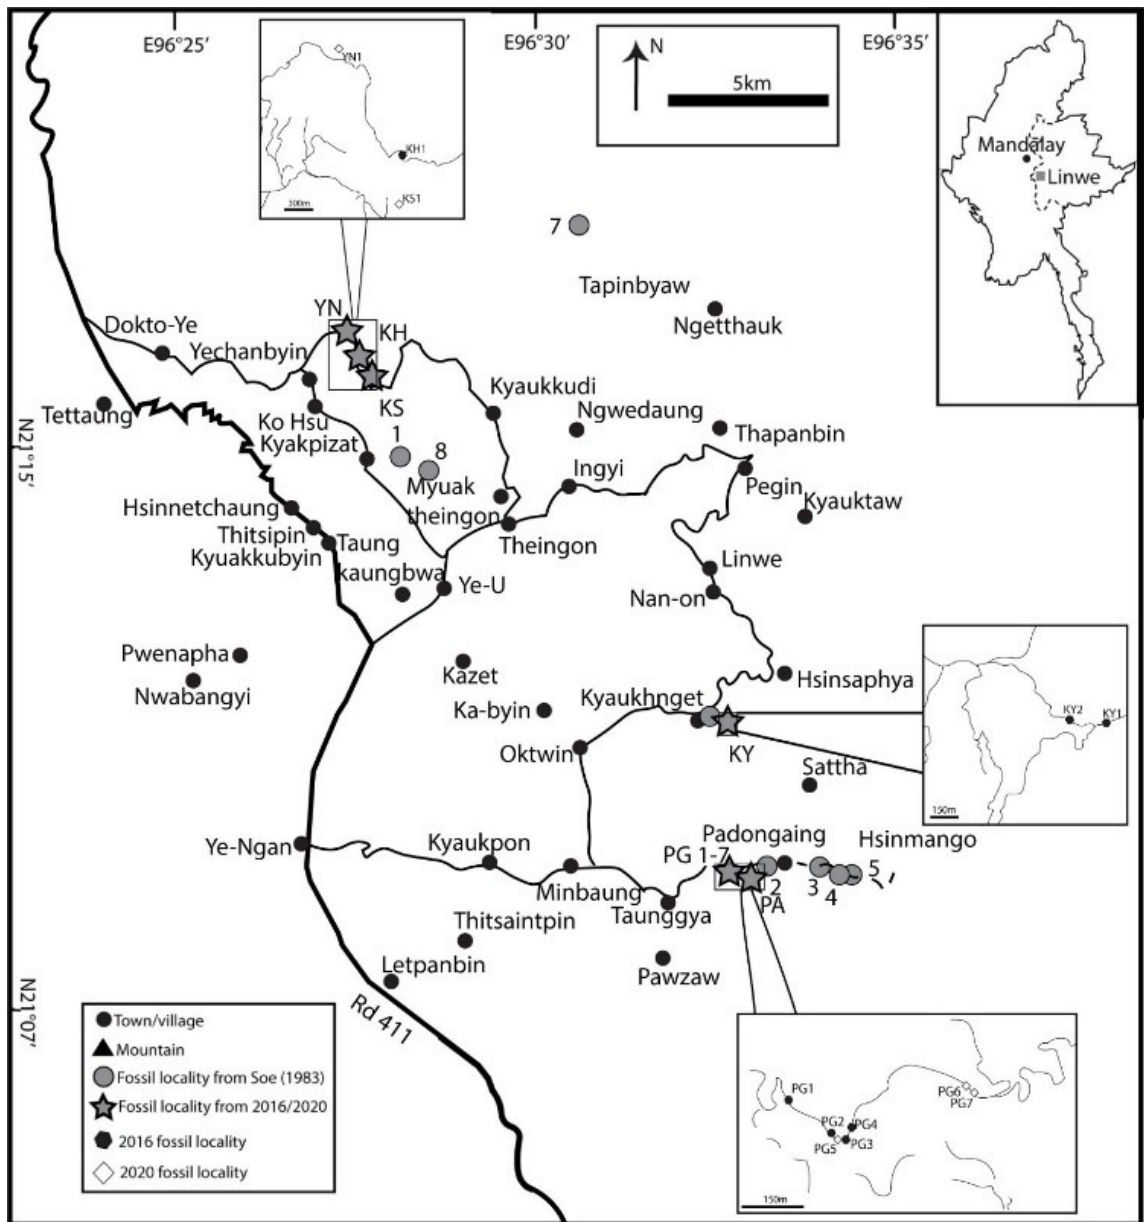 E96°25′
E96°30′
E96°35′
N
5km
YN1
KH1
KS1
300m
Mandalay
Linwe
7
Tapinbyaw
Ngetthauk
YN
KH
KS
Dokto-Ye
Yechanbyin
Tettaung
Ko Hsu
Kyakpizat
1
8
Kyaukkudi
Ngwedaung
Thapanbin
N21°15′
Myuak
theingon
Ingyi
Pegin
Kyauktaw
Hsinnetchaung
Thitsipin
Kyuakkubyin
Taung
kaungbwa
Theingon
Ye-U
Linwe
Nan-on
Pwenapha
Nwabangyi
Kazet
Ka-byin
Kyaukhnget
Hsinsaphya
KY2
KY1
150m
Oktwin
KY
Sattha
Ye-Ngan
Kyaukpon
Padongaing
Hsinmango
PG 1-7
Minbaung
2
3
4
5
PA
Taunggya
Thitsaintpin
Letpanbin
Pawzaw
N21°07′
Rd 411
Town/village
Mountain
Fossil locality from Soe (1983)
Fossil locality from 2016/2020
2016 fossil locality
2020 fossil locality
PG1
PG2
PG4
PG5
PG3
PG6
PG7
150m